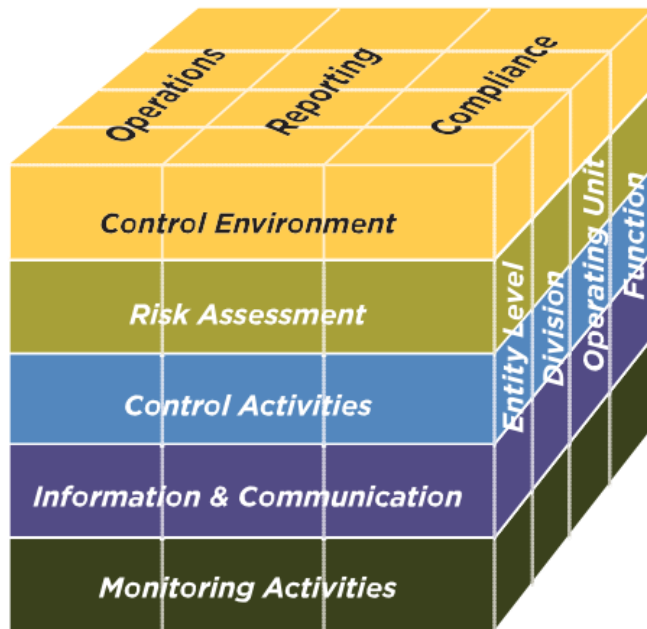 Operations
Reporting
Compliance
Control Environment
Risk Assessment
Control Activities
Information & Communication
Monitoring Activities
Entity Level
Division
Operating Unit
Function